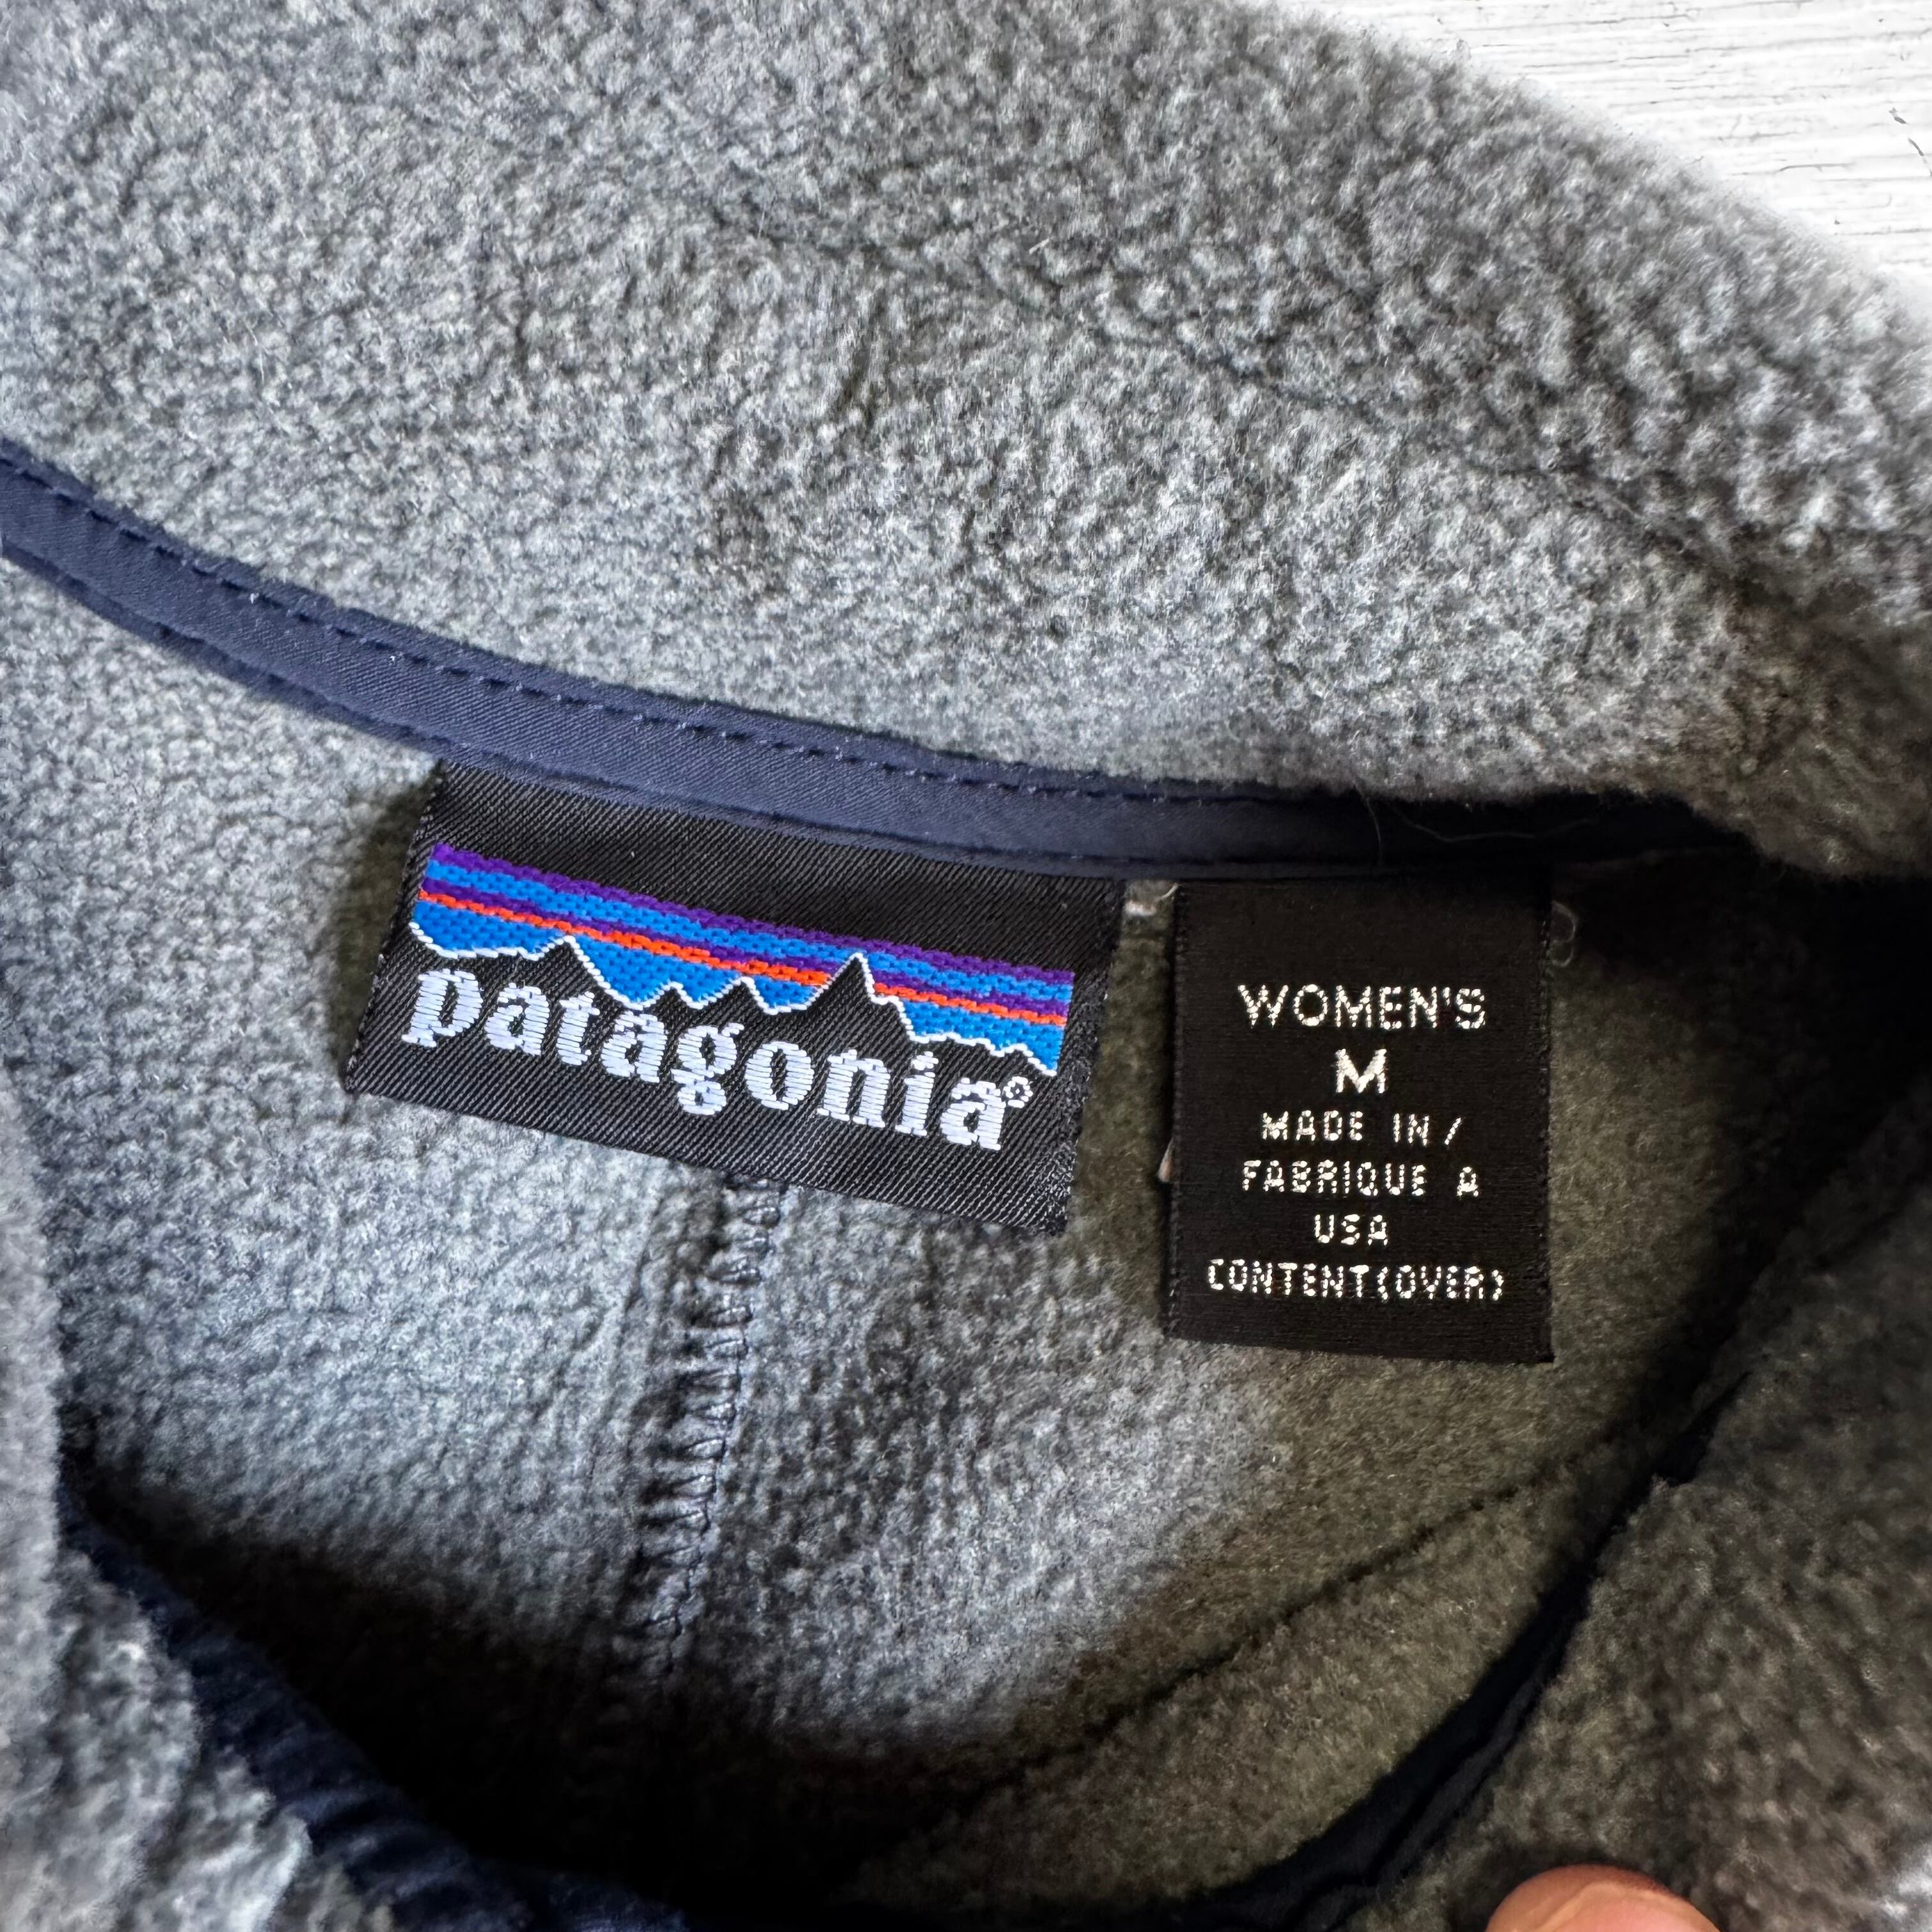 patagonia®
WOMEN'S
M
MADE IN/
FABRIQUE A
USA
CONTENT(OVER)